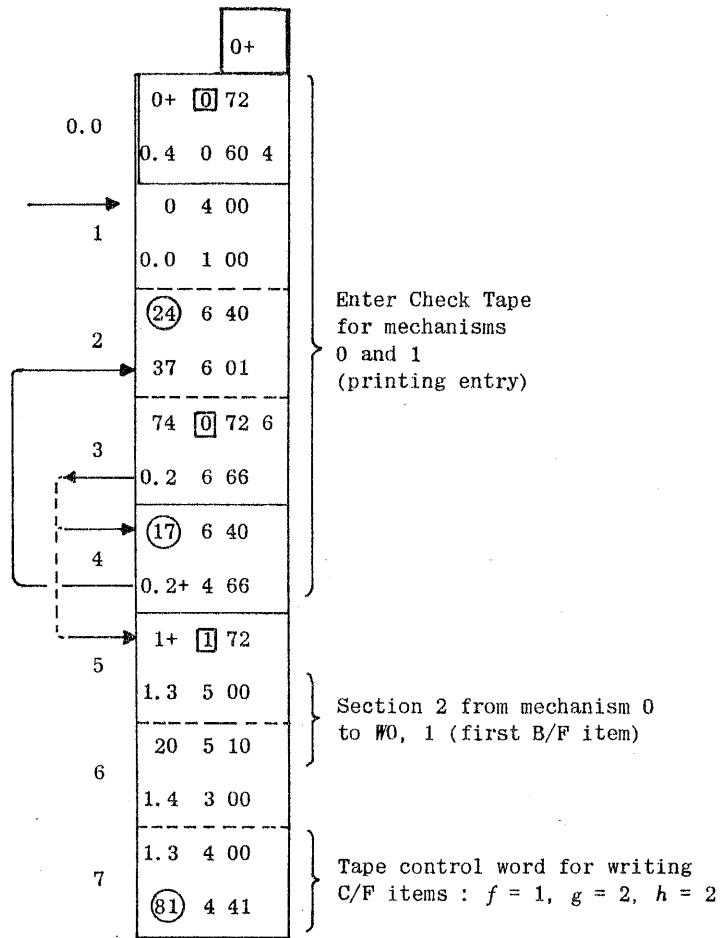 0+
0+ 0 72
0.0
0.4 0 60 4
0 4 00
1
0.0 1 00
24 6 40
2
37 6 01
Enter Check Tape
for mechanisms
0 and 1
(printing entry)
74 0 72 6
3
0.2 6 66
17 6 40
4
0.2+ 4 66
1+ 1 72
5
1.3 5 00
Section 2 from mechanism 0
to W0, 1 (first B/F item)
20 5 10
6
1.4 3 00
1.3 4 00
7
81 4 41
Tape control word for writing
C/F items : f = 1, g = 2, h = 2